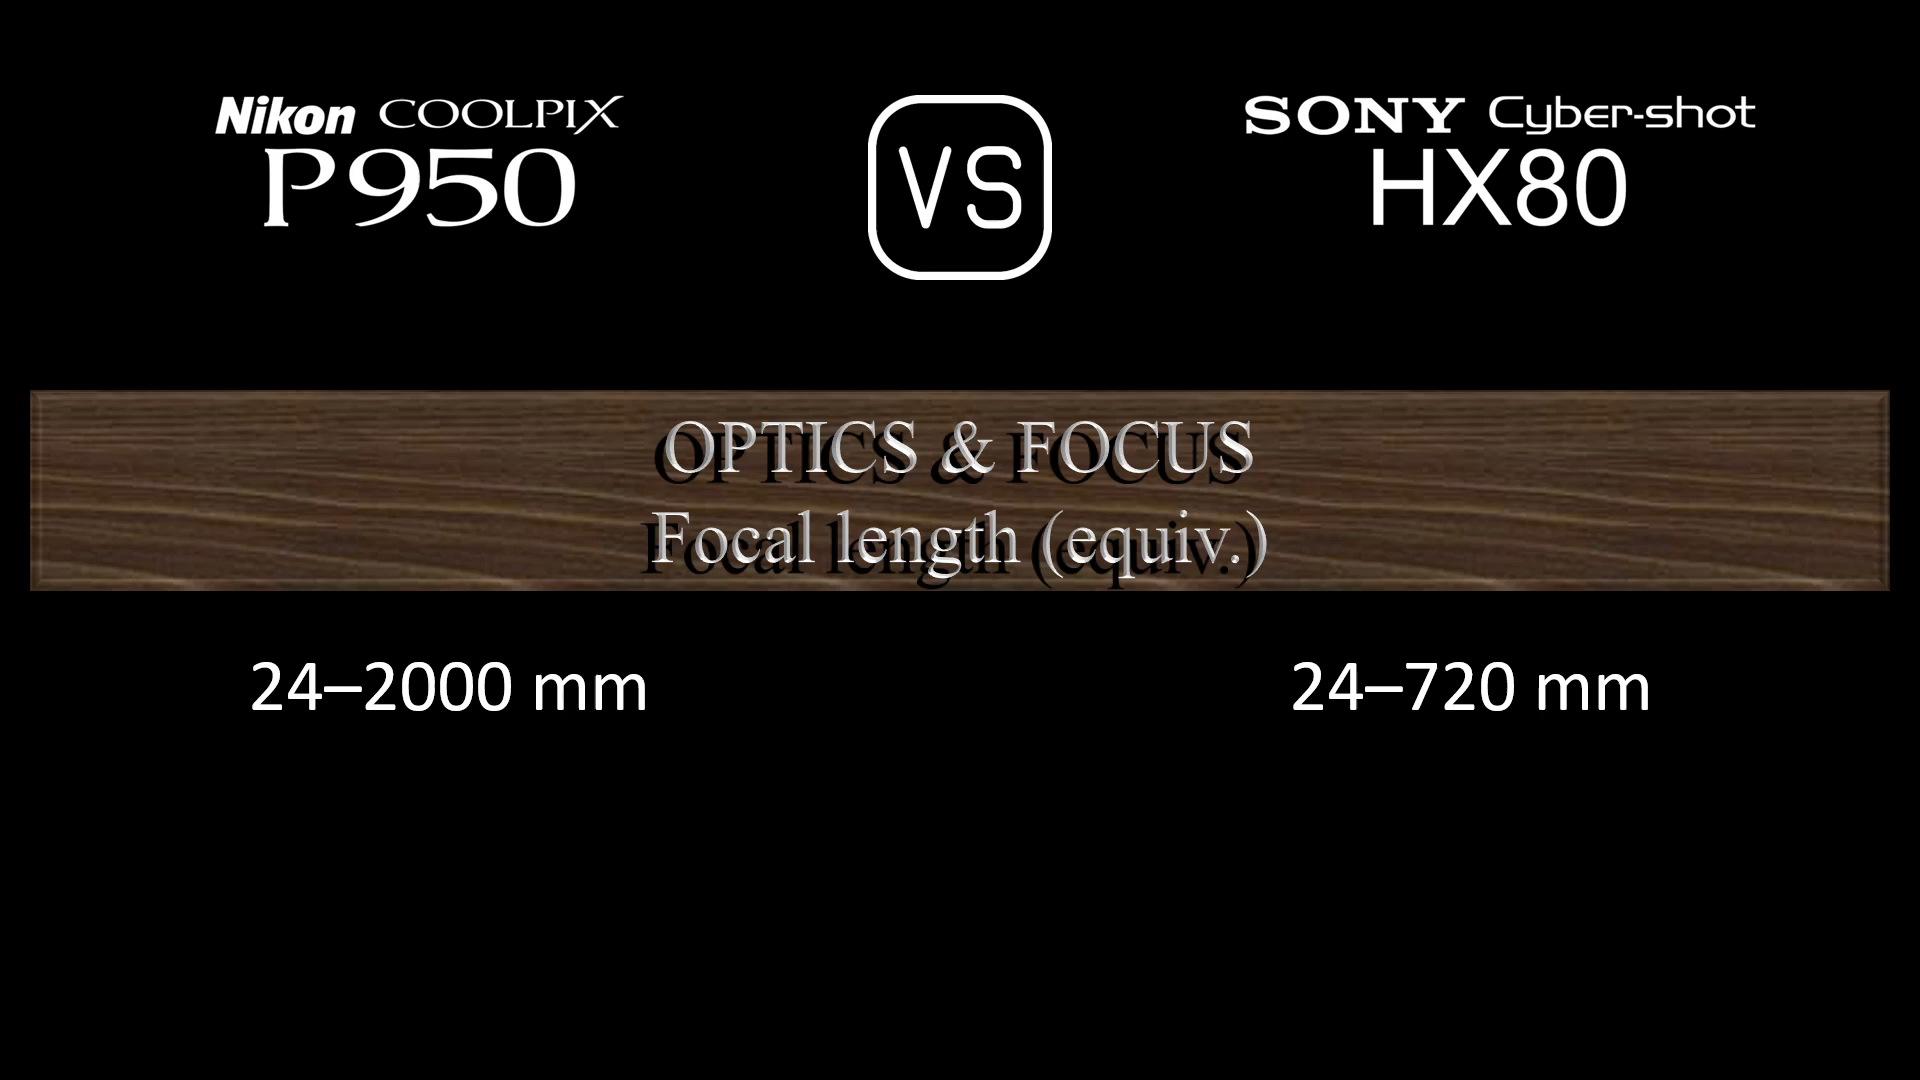 Nikon COOLPIX
P950
VS
SONY Cyber-shot
HX80
OPTICS & FOCUS
Focal length (equiv.)
24–2000 mm
24–720 mm